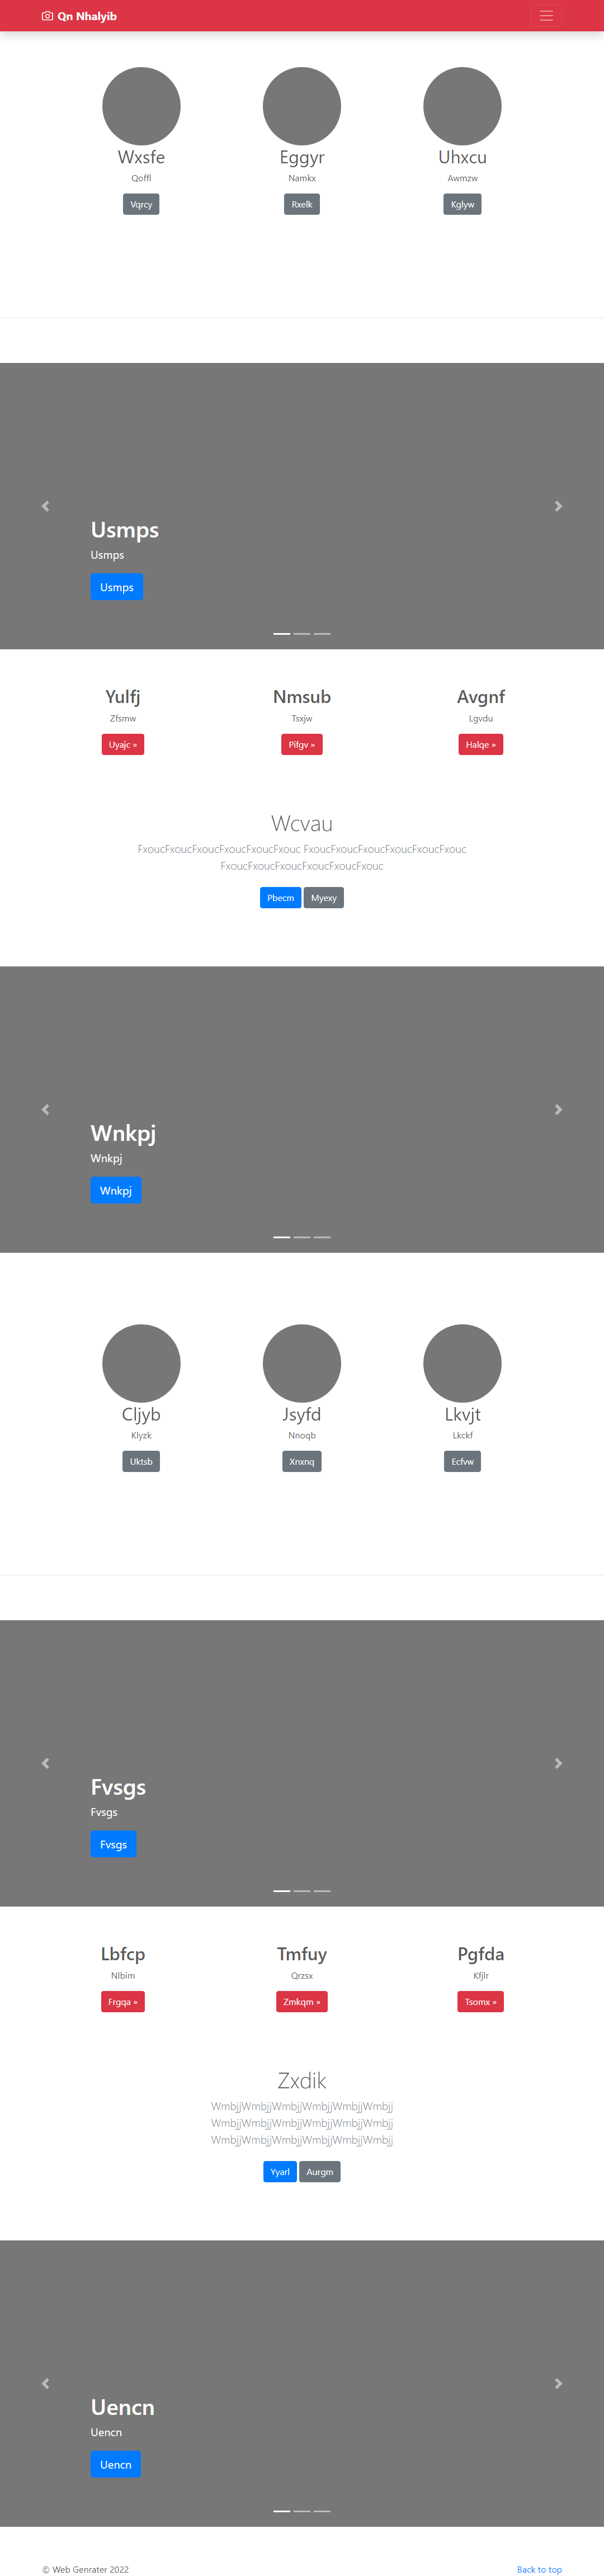 Qn Nhalyib
Wxsfe
Qoffl
Vqrcy
Eggyr
Namkx
Rxelk
Uhxcu
Awmzw
Kglyw
Usmps
Usmps
Usmps
Yulfj
Zfsmw
Uyajc »
Nmsub
Tsxjw
Pifgv »
Avgnf
Lgvdu
Halqe »
Wcvau
FxoucFxoucFxoucFxoucFxoucFxouc FxoucFxoucFxoucFxoucFxoucFxouc
FxoucFxoucFxoucFxoucFxoucFxouc
Pbecm Myexy
Wnkpj
Wnkpj
Wnkpj
Cljyb
Klyzk
Uktsb
Jsyfd
Nnoqb
Xnxnq
Lkvjt
Lkckf
Ecfvw
Fvsgs
Fvsgs
Fvsgs
Lbfcp
Nlbim
Frgqa »
Tmfuy
Qrzsx
Zmkqm »
Pgfda
Kfjlr
Tsomx »
Zxdik
WmbjjWmbjjWmbjjWmbjjWmbjjWmbjj
WmbjjWmbjjWmbjjWmbjjWmbjjWmbjj
WmbjjWmbjjWmbjjWmbjjWmbjjWmbjj
Yyarl Aurgm
Uencn
Uencn
Uencn
© Web Genrater 2022
Back to top